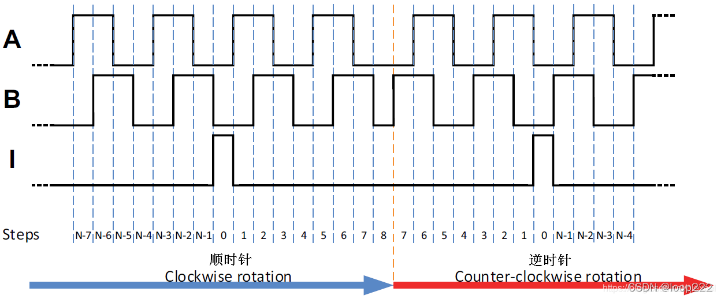 A
B
I
Steps N-7 N-6 N-5 N-4 N-3 N-2 N-1 0 1 2 3 4 5 6 7 8 7 6 5 4 3 2 1 0 N-1 N-2 N-3 N-4
顺时针 逆时针
Clockwise rotation Counter-clockwise rotation